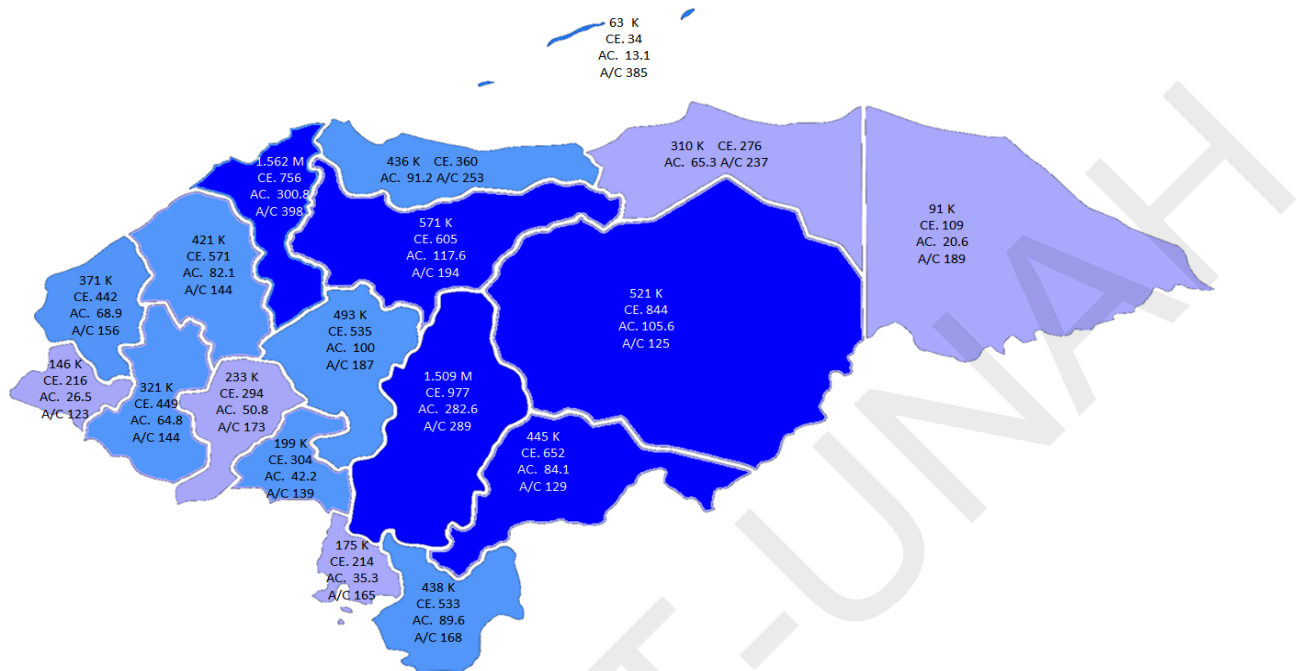 63 K
CE. 34
AC. 13.1
A/C 385
310 K CE. 276
AC. 65.3 A/C 237
436 K CE. 360
AC. 91.2 A/C 253
1.562 M
CE. 756
AC. 300.8
A/C 398
91 K
CE. 109
AC. 20.6
A/C 189
571 K
CE. 605
AC. 117.6
A/C 194
421 K
CE. 571
AC. 82.1
A/C 144
371 K
CE. 442
AC. 68.9
A/C 156
521 K
CE. 844
AC. 105.6
A/C 125
493 K
CE. 535
AC. 100
A/C 187
146 K
CE. 216
AC. 26.5
A/C 123
321 K
CE. 449
AC. 64.8
A/C 144
233 K
CE. 294
AC. 50.8
A/C 173
1.509 M
CE. 977
AC. 282.6
A/C 289
445 K
CE. 652
AC. 84.1
A/C 129
199 K
CE. 304
AC. 42.2
A/C 139
175 K
CE. 214
AC. 35.3
A/C 165
438 K
CE. 533
AC. 89.6
A/C 168
T-UNAH